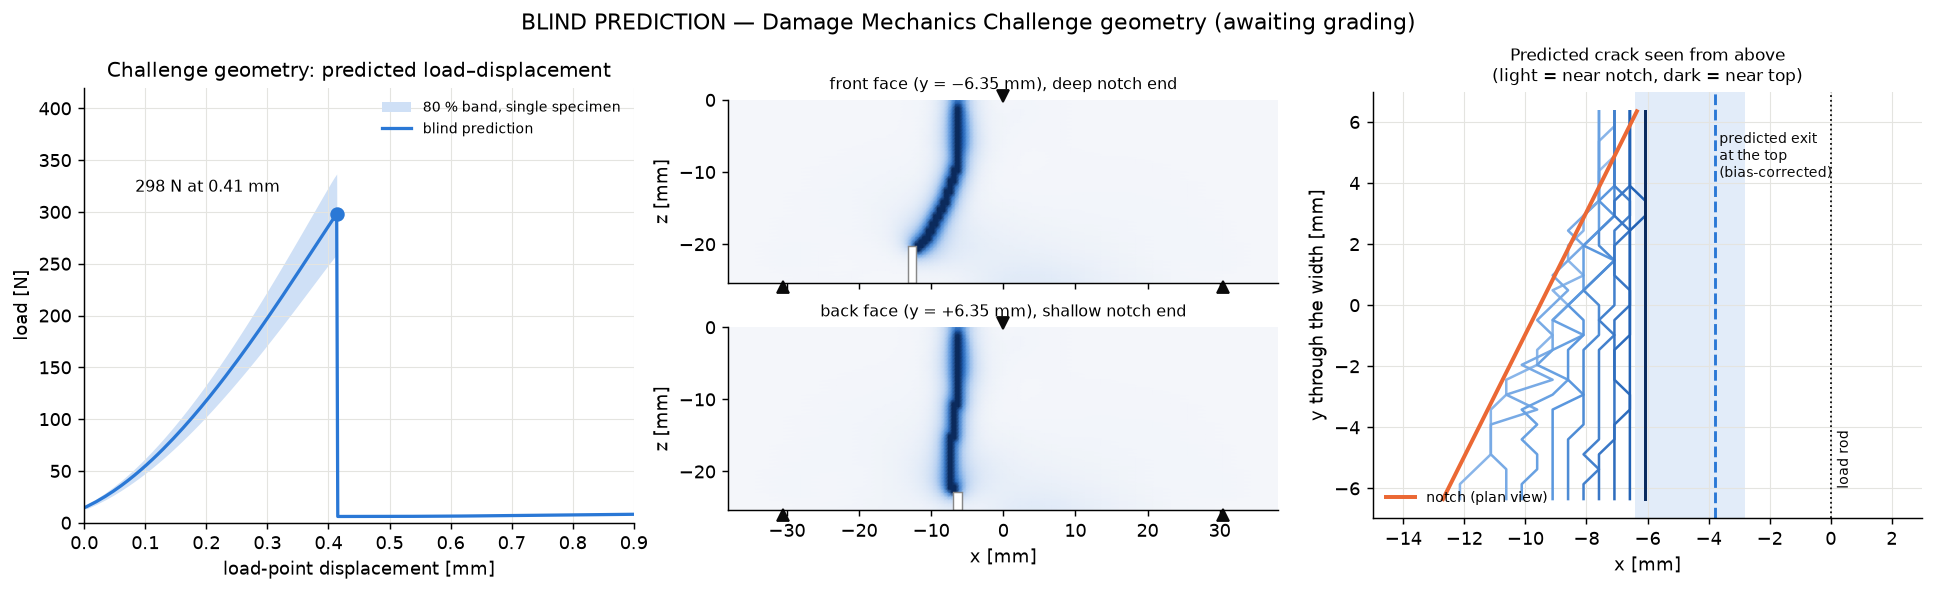 BLIND PREDICTION — Damage Mechanics Challenge geometry (awaiting grading)
Challenge geometry: predicted load–displacement
400
350
300
250
200
150
100
50
0
load [N]
80 % band, single specimen
blind prediction
298 N at 0.41 mm
0.0 0.1 0.2 0.3 0.4 0.5 0.6 0.7 0.8 0.9
load-point displacement [mm]
front face (y = −6.35 mm), deep notch end
0
−10
−20
z [mm]
back face (y = +6.35 mm), shallow notch end
0
−10
−20
z [mm]
−30 −20 −10 0 10 20 30
x [mm]
Predicted crack seen from above
(light = near notch, dark = near top)
6
4
2
0
−2
−4
−6
y through the width [mm]
predicted exit
at the top
(bias-corrected)
load rod
notch (plan view)
−14 −12 −10 −8 −6 −4 −2 0 2
x [mm]